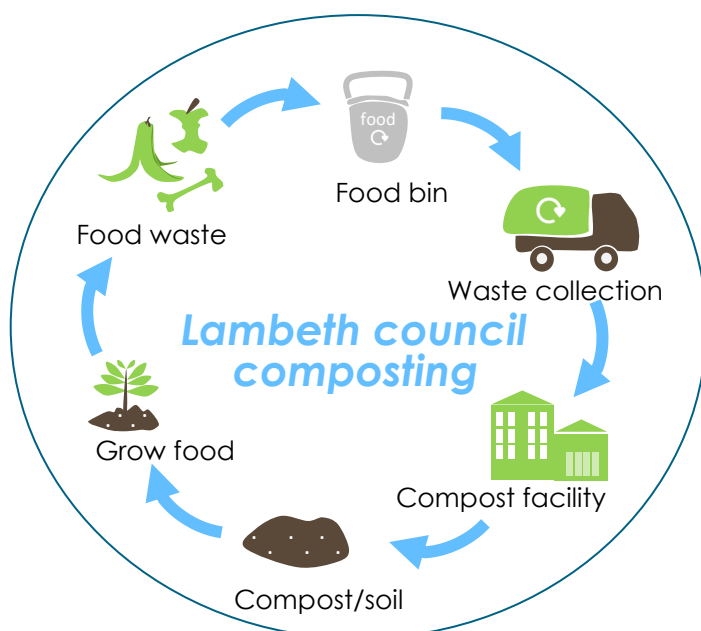 food
Food bin
Food waste
Waste collection
Lambeth council
composting
Grow food
Compost facility
Compost/soil